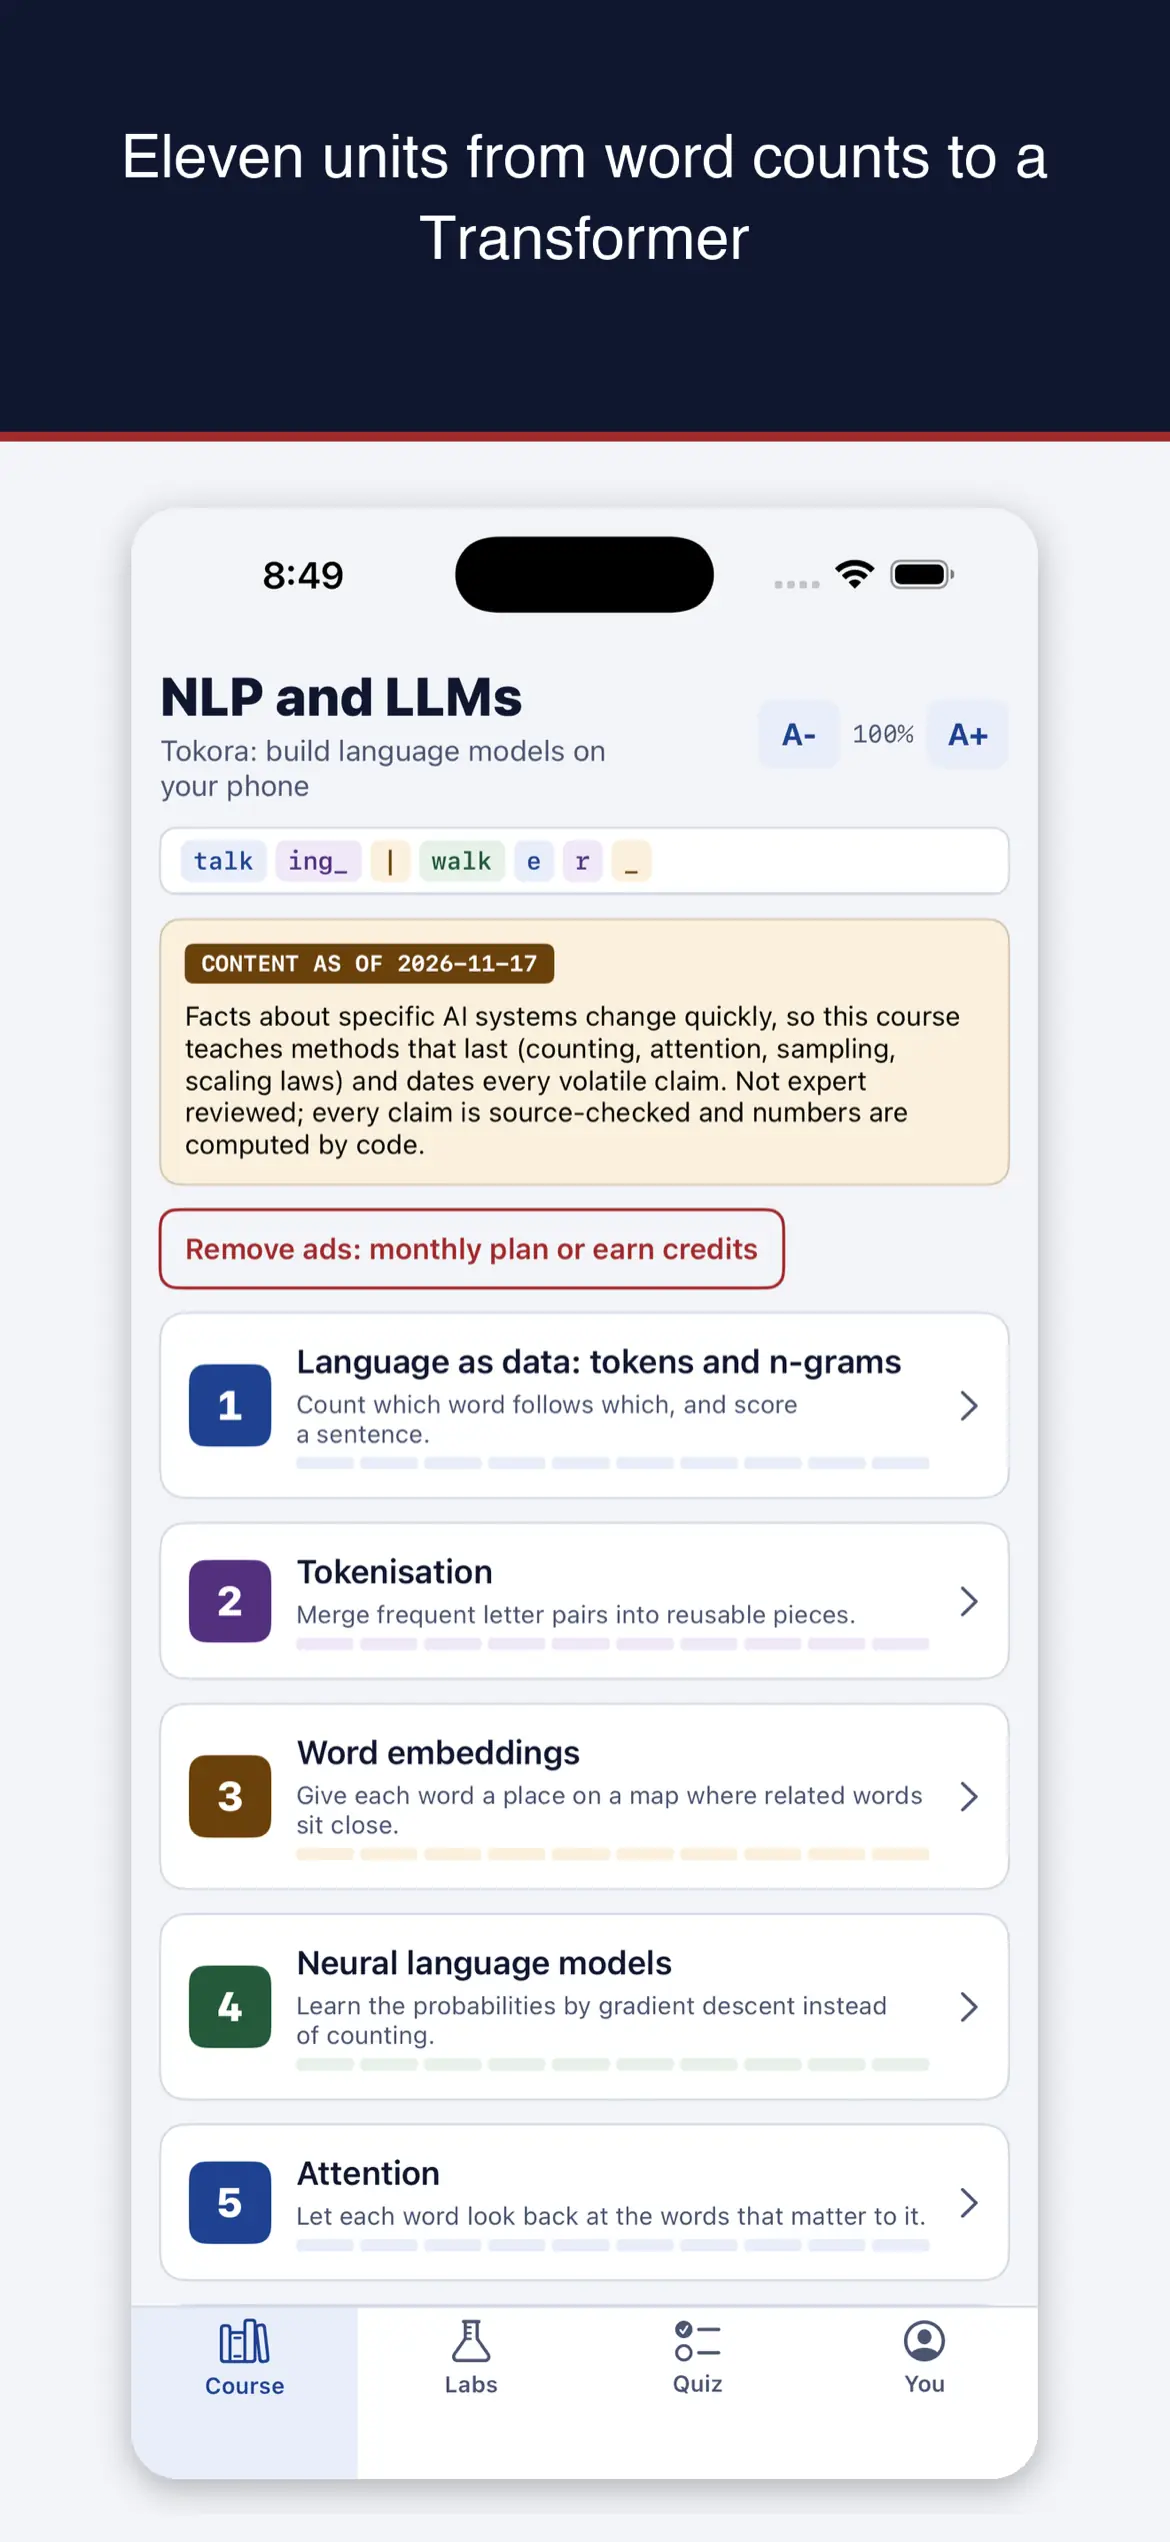 Eleven units from word counts to a
Transformer
8:49
NLP and LLMs
Tokora: build language models on
your phone
A- 100% A+
talk ing_ | walk e r _
CONTENT AS OF 2026-11-17
Facts about specific AI systems change quickly, so this course
teaches methods that last (counting, attention, sampling,
scaling laws) and dates every volatile claim. Not expert
reviewed; every claim is source-checked and numbers are
computed by code.
Remove ads: monthly plan or earn credits
1
Language as data: tokens and n-grams
Count which word follows which, and score
a sentence.
2
Tokenisation
Merge frequent letter pairs into reusable pieces.
3
Word embeddings
Give each word a place on a map where related words
sit close.
4
Neural language models
Learn the probabilities by gradient descent instead
of counting.
5
Attention
Let each word look back at the words that matter to it.
Course Labs Quiz You